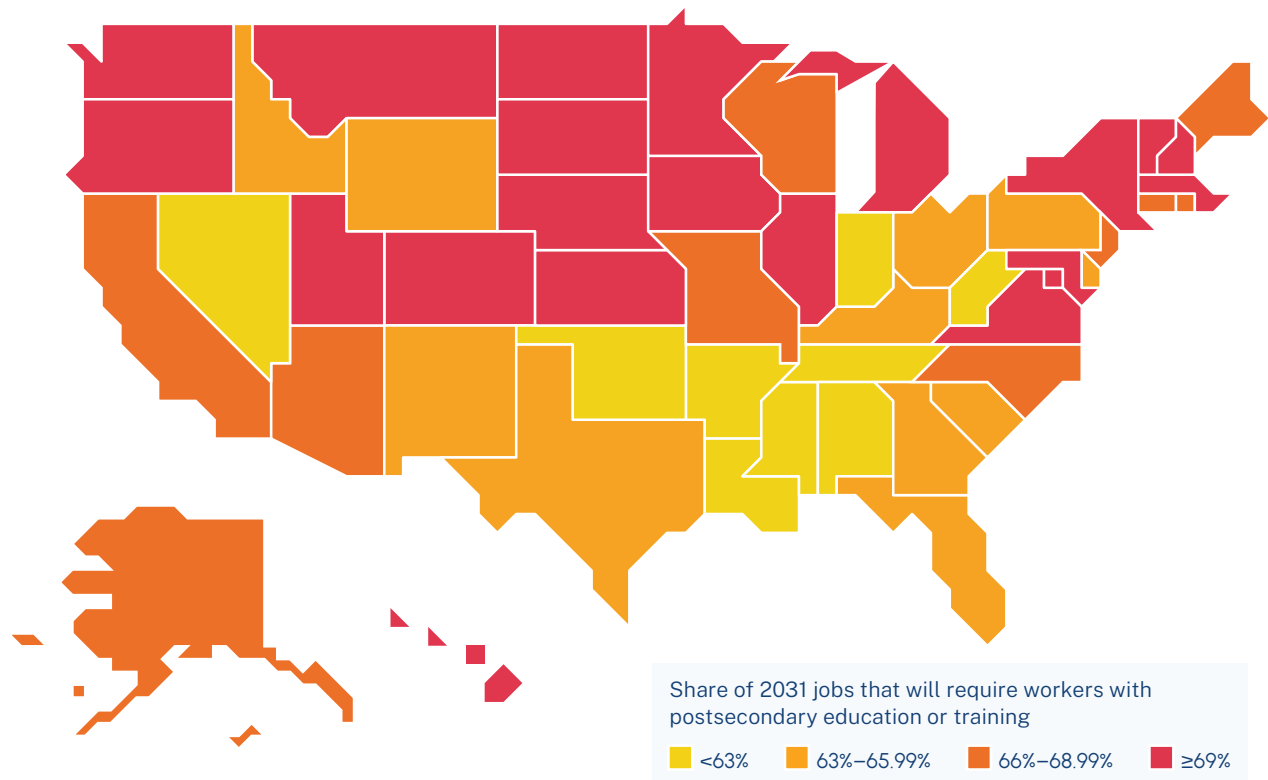 Share of 2031 jobs that will require workers with
postsecondary education or training
<63% 63%–65.99% 66%–68.99% ≥69%